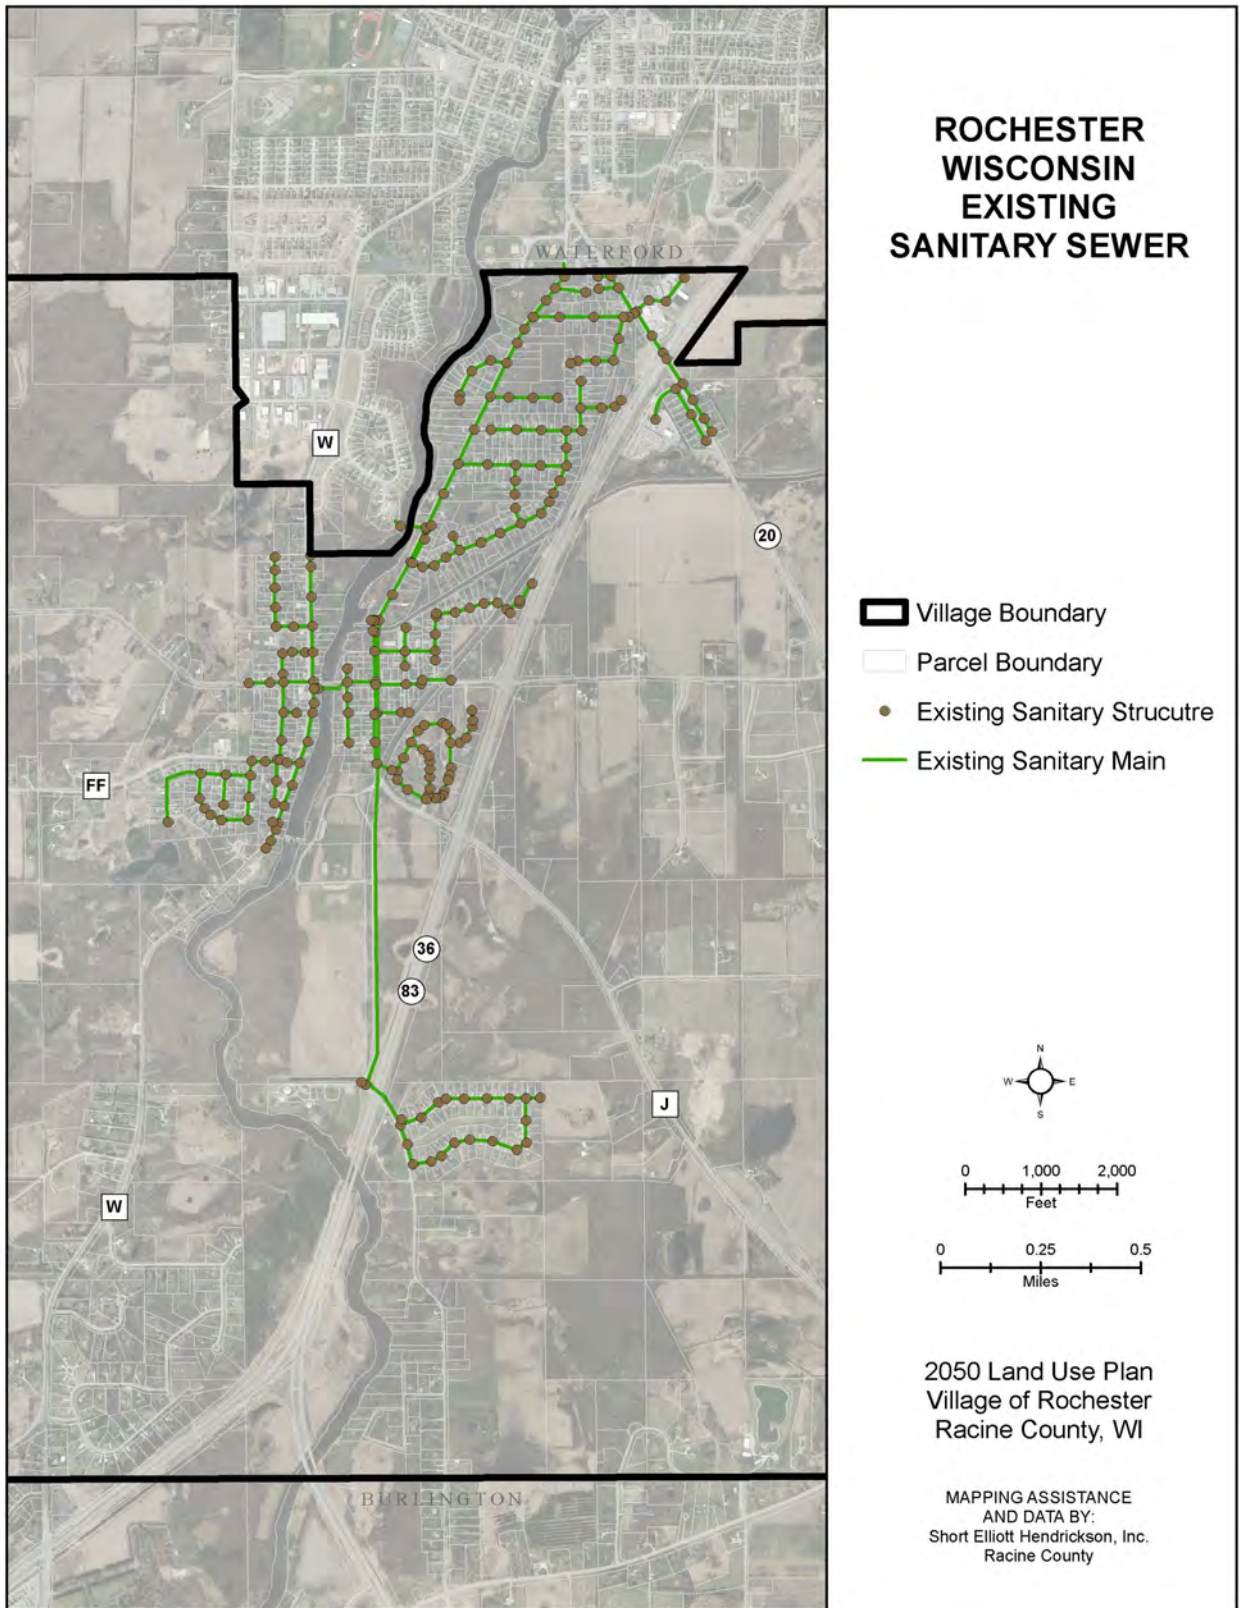 ROCHESTER
WISCONSIN
EXISTING
SANITARY SEWER
WATERFORD
W
20
FF
36
83
J
W
BURLINGTON
Village Boundary
Parcel Boundary
Existing Sanitary Strucutre
Existing Sanitary Main
N
W E
S
0 1,000 2,000
Feet
0 0.25 0.5
Miles
2050 Land Use Plan
Village of Rochester
Racine County, WI
MAPPING ASSISTANCE
AND DATA BY:
Short Elliott Hendrickson, Inc.
Racine County